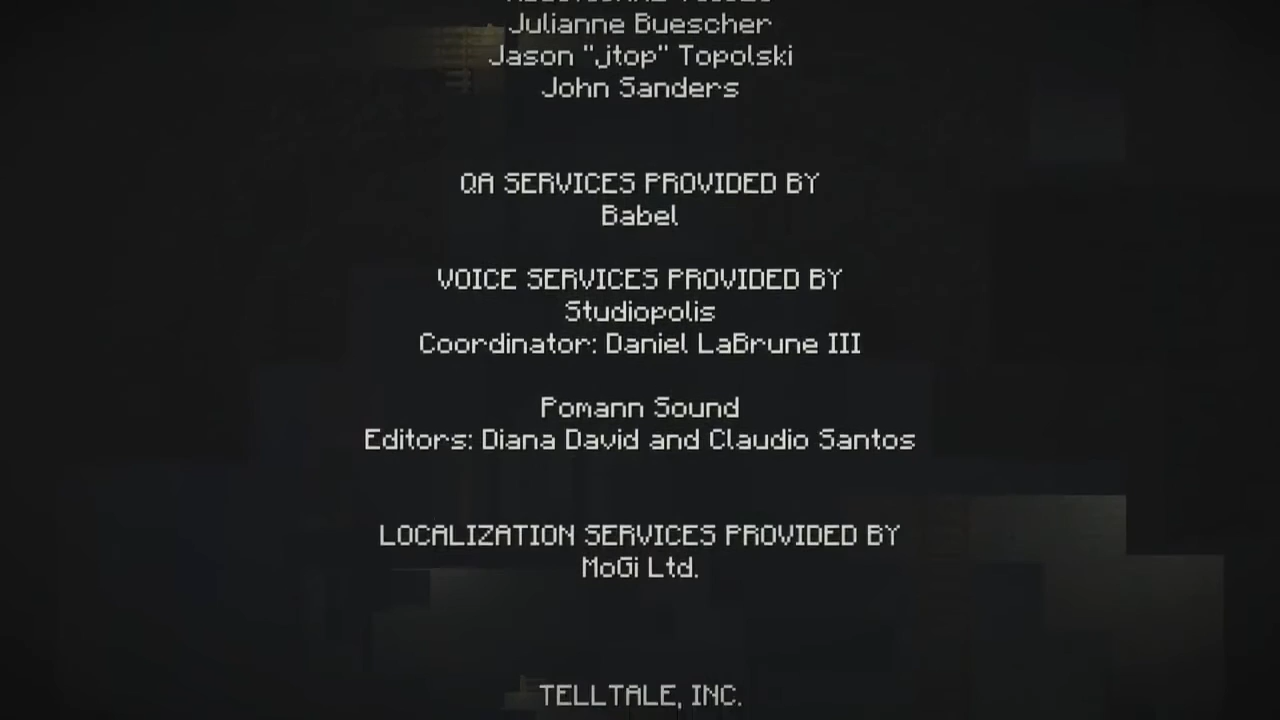 Julianne Buescher
Jason "jtop" Topolski
John Sanders
QA SERVICES PROVIDED BY
Babel
VOICE SERVICES PROVIDED BY
Studiopolis
Coordinator: Daniel LaBrune III
Pomann Sound
Editors: Diana David and Claudio Santos
LOCALIZATION SERVICES PROVIDED BY
MoGi Ltd.
TELLTALE, INC.